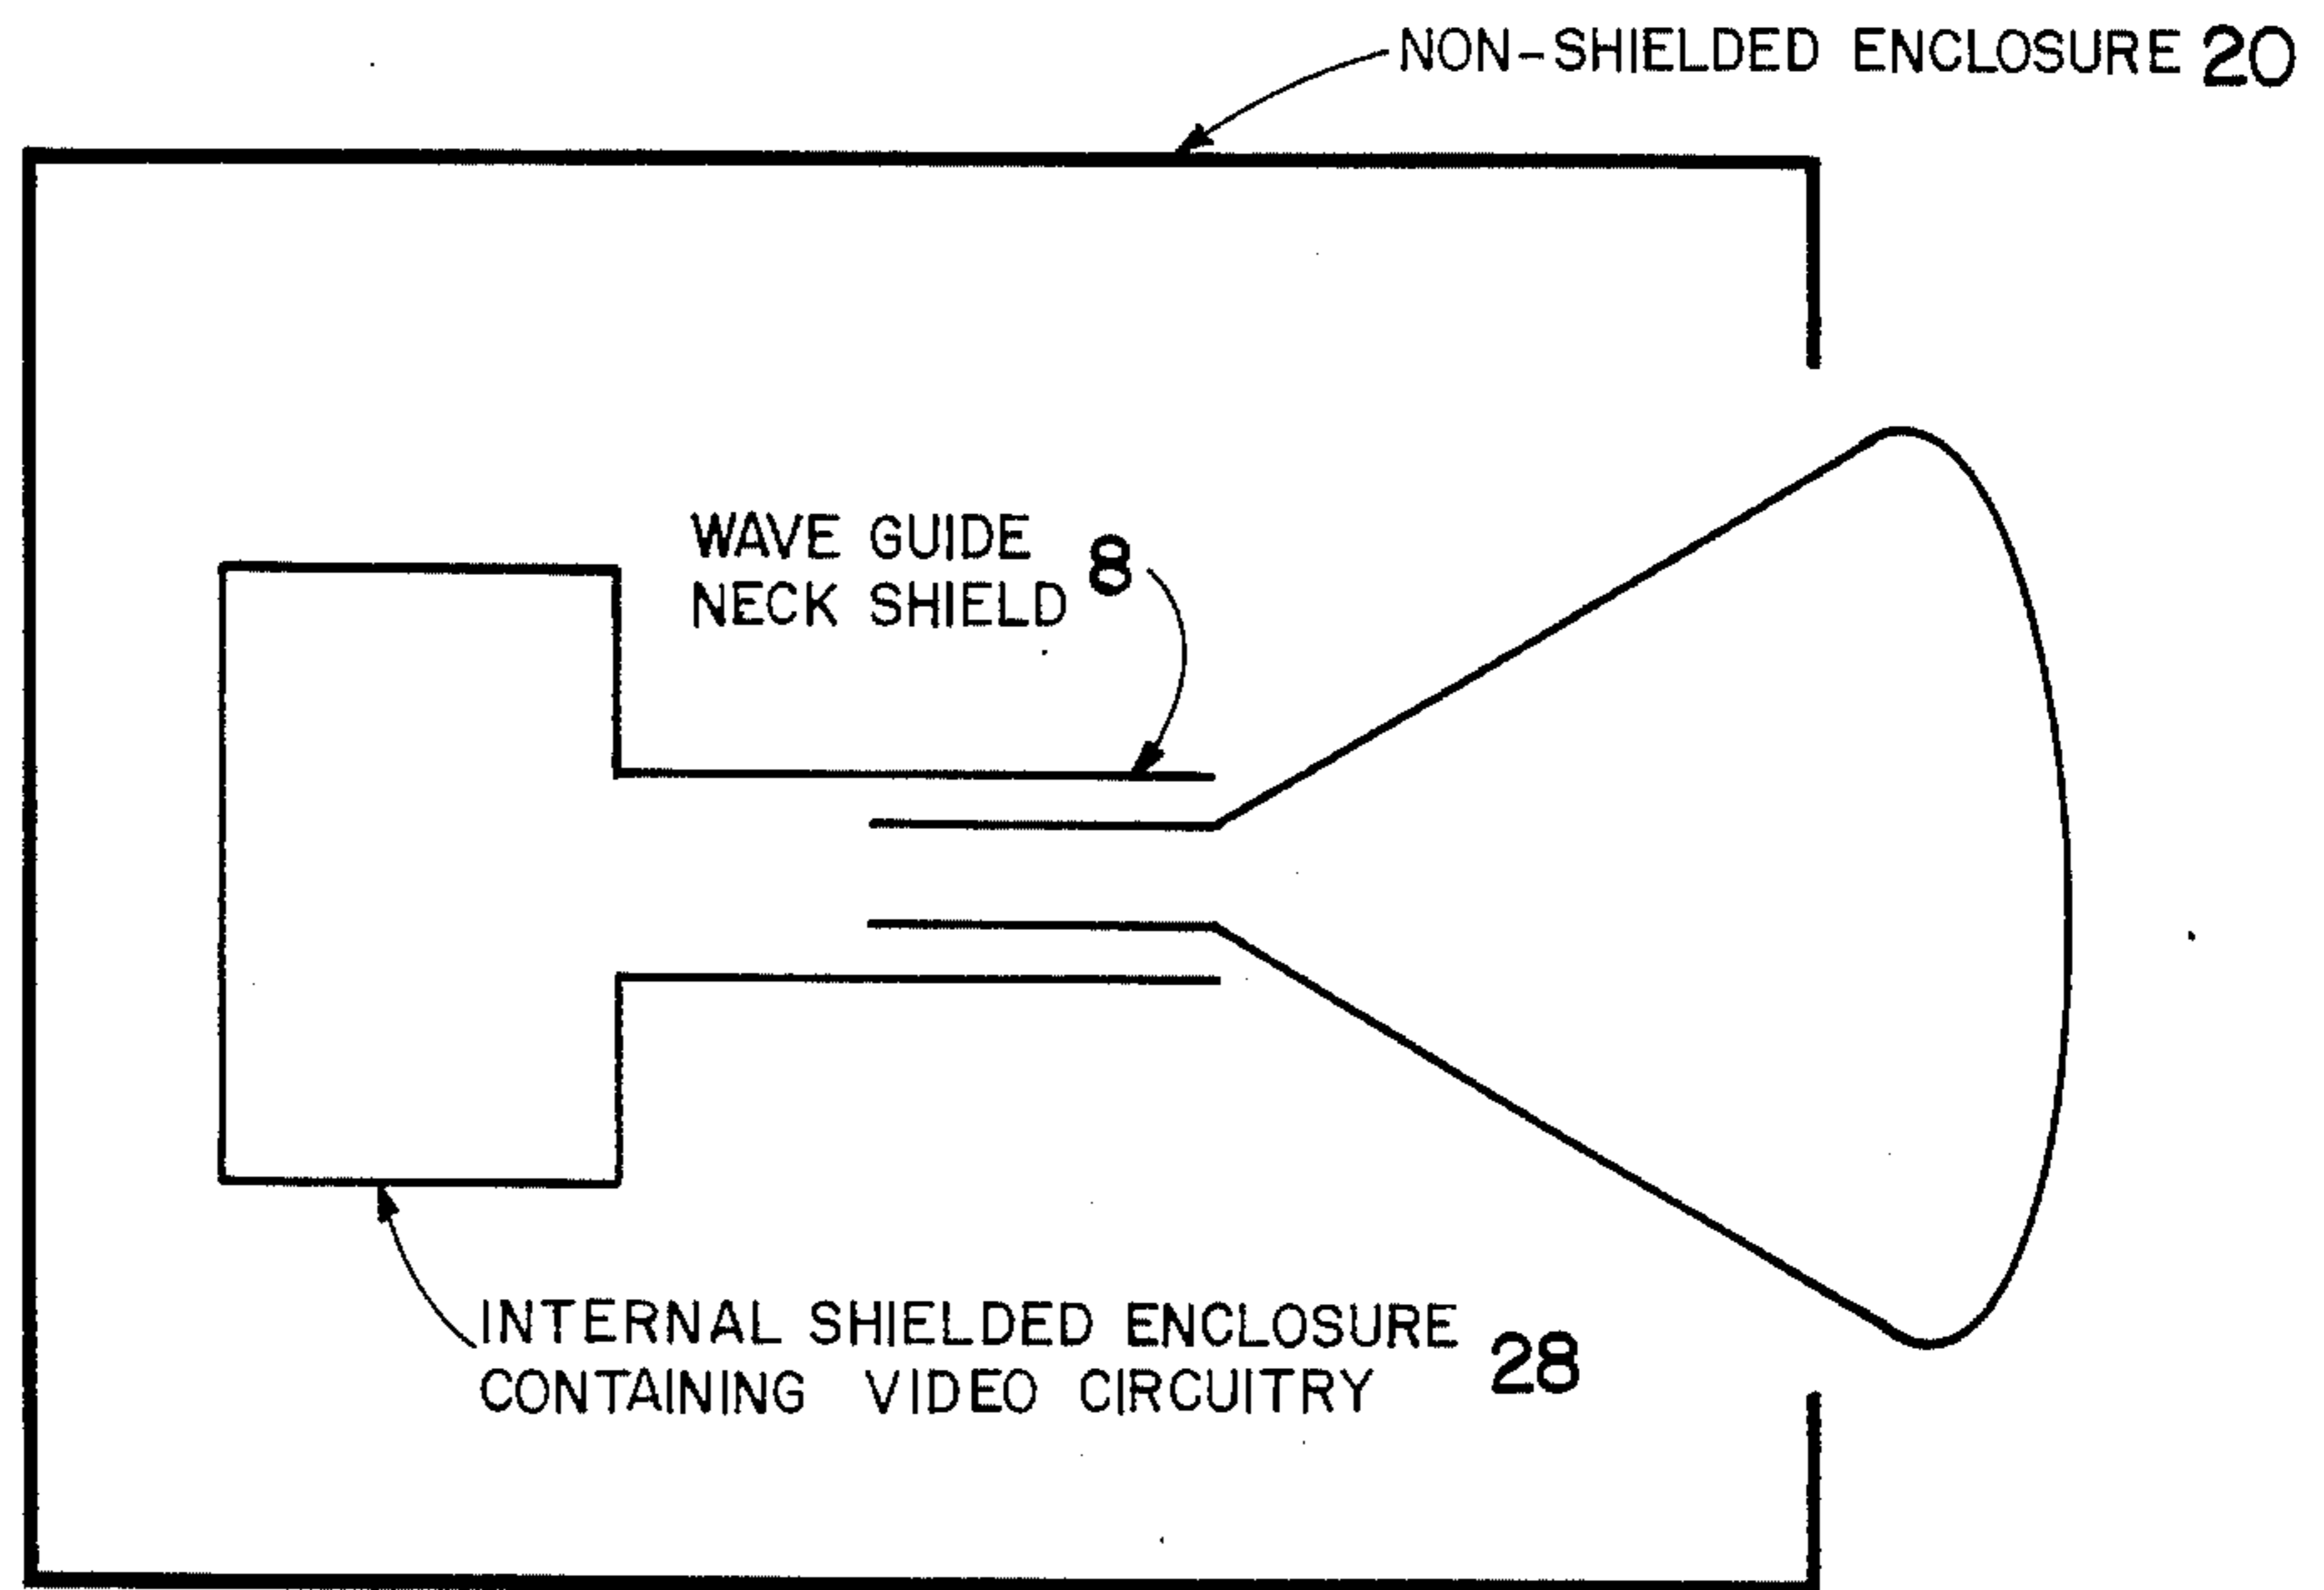 NON-SHIELDED ENCLOSURE 20
WAVE GUIDE
NECK SHIELD 8
INTERNAL SHIELDED ENCLOSURE
CONTAINING VIDEO CIRCUITRY 28